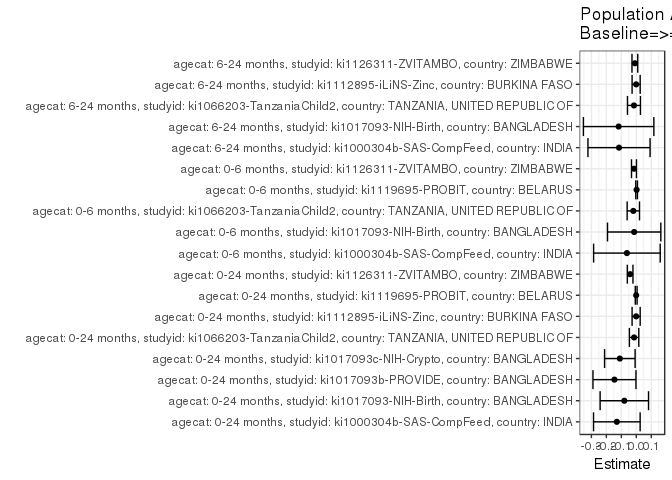 Population
Baseline=>
agecat: 6-24 months, studyid: ki1126311-ZVITAMBO, country: ZIMBABWE
agecat: 6-24 months, studyid: ki1112895-iLiNS-Zinc, country: BURKINA FASO
agecat: 6-24 months, studyid: ki1066203-TanzaniaChild2, country: TANZANIA, UNITED REPUBLIC OF
agecat: 6-24 months, studyid: ki1017093-NIH-Birth, country: BANGLADESH
agecat: 6-24 months, studyid: ki1000304b-SAS-CompFeed, country: INDIA
agecat: 0-6 months, studyid: ki1126311-ZVITAMBO, country: ZIMBABWE
agecat: 0-6 months, studyid: ki1119695-PROBIT, country: BELARUS
agecat: 0-6 months, studyid: ki1066203-TanzaniaChild2, country: TANZANIA, UNITED REPUBLIC OF
agecat: 0-6 months, studyid: ki1017093-NIH-Birth, country: BANGLADESH
agecat: 0-6 months, studyid: ki1000304b-SAS-CompFeed, country: INDIA
agecat: 0-24 months, studyid: ki1126311-ZVITAMBO, country: ZIMBABWE
agecat: 0-24 months, studyid: ki1119695-PROBIT, country: BELARUS
agecat: 0-24 months, studyid: ki1112895-iLiNS-Zinc, country: BURKINA FASO
agecat: 0-24 months, studyid: ki1066203-TanzaniaChild2, country: TANZANIA, UNITED REPUBLIC OF
agecat: 0-24 months, studyid: ki1017093c-NIH-Crypto, country: BANGLADESH
agecat: 0-24 months, studyid: ki1017093b-PROVIDE, country: BANGLADESH
agecat: 0-24 months, studyid: ki1017093-NIH-Birth, country: BANGLADESH
agecat: 0-24 months, studyid: ki1000304b-SAS-CompFeed, country: INDIA
-0.3 -0.2 -0.1 0.0 0.1
Estimate